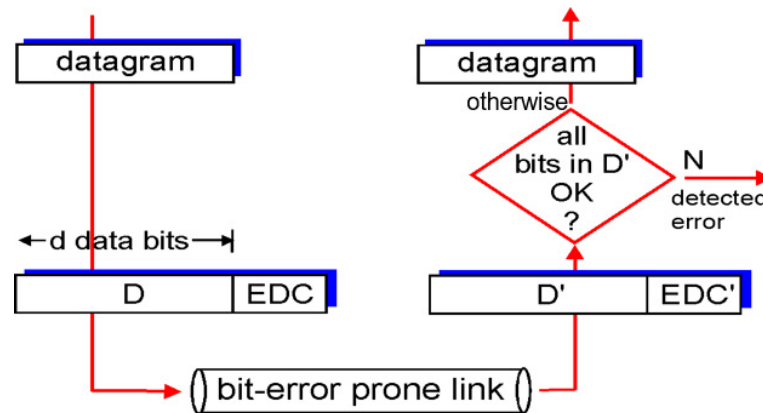 datagram
datagram
otherwise
all
bits in D'
OK
?
N
detected
error
d data bits
D
EDC
D'
EDC'
bit-error prone link